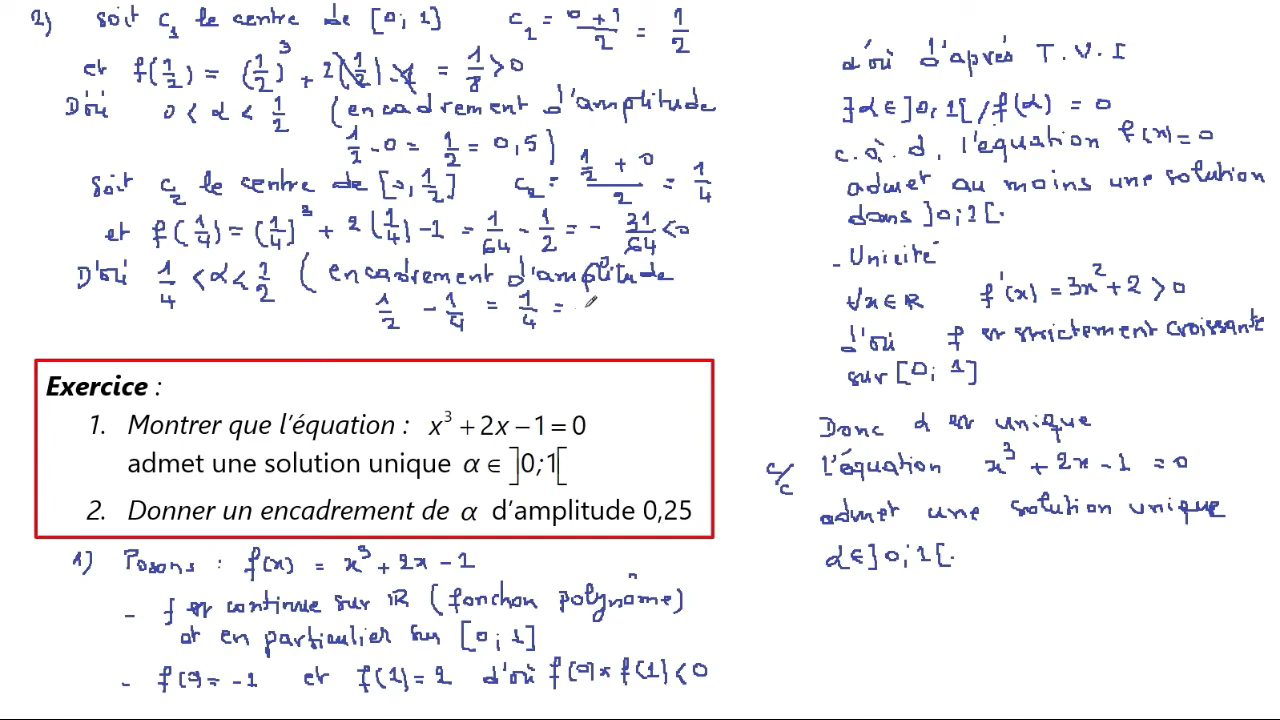 2) soit c₁ le centre de [0; 1] c₁ = (0+1)/2 = 1/2
et f(1/2) = (1/2)³ + 2(1/2) - 1 = 1/8 > 0
D'où 0 < α < 1/2 (encadrement d'amplitude
1/2 - 0 = 1/2 = 0,5)
soit c₂ le centre de [0, 1/2] c₂ = (1/2 + 0)/2 = 1/4
et f(1/4) = (1/4)³ + 2(1/4) - 1 = 1/64 - 1/2 = - 31/64 < 0
D'où 1/4 < α < 1/2 (encadrement d'amplitude
1/2 - 1/4 = 1/4 =
Exercice :
1. Montrer que l'équation : x³ + 2x - 1 = 0
admet une solution unique α ∈ ]0;1[
2. Donner un encadrement de α d'amplitude 0,25
1) Posons : f(x) = x³ + 2x - 1
- f est continue sur ℝ (fonction polynôme)
et en particulier sur [0, 1]
- f(0) = -1 et f(1) = 2 d'où f(0) × f(1) < 0
d'où d'après T.V.I
∃α ∈ ]0,1[ / f(α) = 0
c.à.d, l'équation f(x) = 0
admet au moins une solution
dans ]0;1[.
- Unicité
∀x ∈ ℝ f'(x) = 3x² + 2 > 0
d'où f est strictement croissante
sur [0; 1]
Donc α est unique
c/c l'équation x³ + 2x - 1 = 0
admet une solution unique
α ∈ ]0;1[.